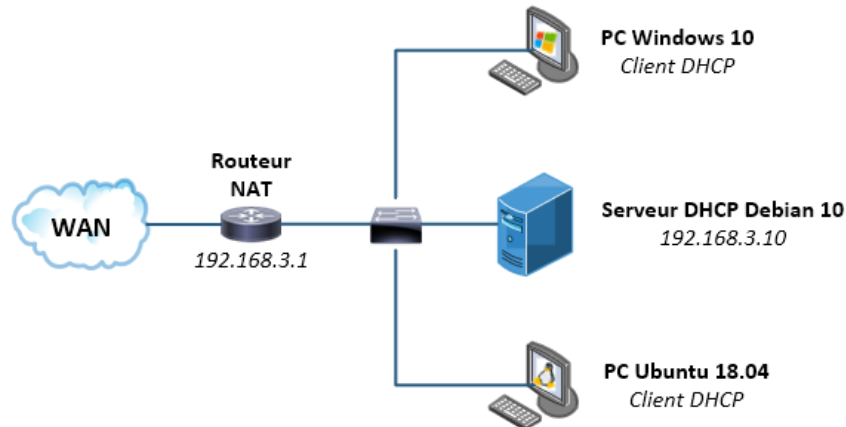 PC Windows 10
Client DHCP
Routeur
NAT
WAN
192.168.3.1
Serveur DHCP Debian 10
192.168.3.10
PC Ubuntu 18.04
Client DHCP